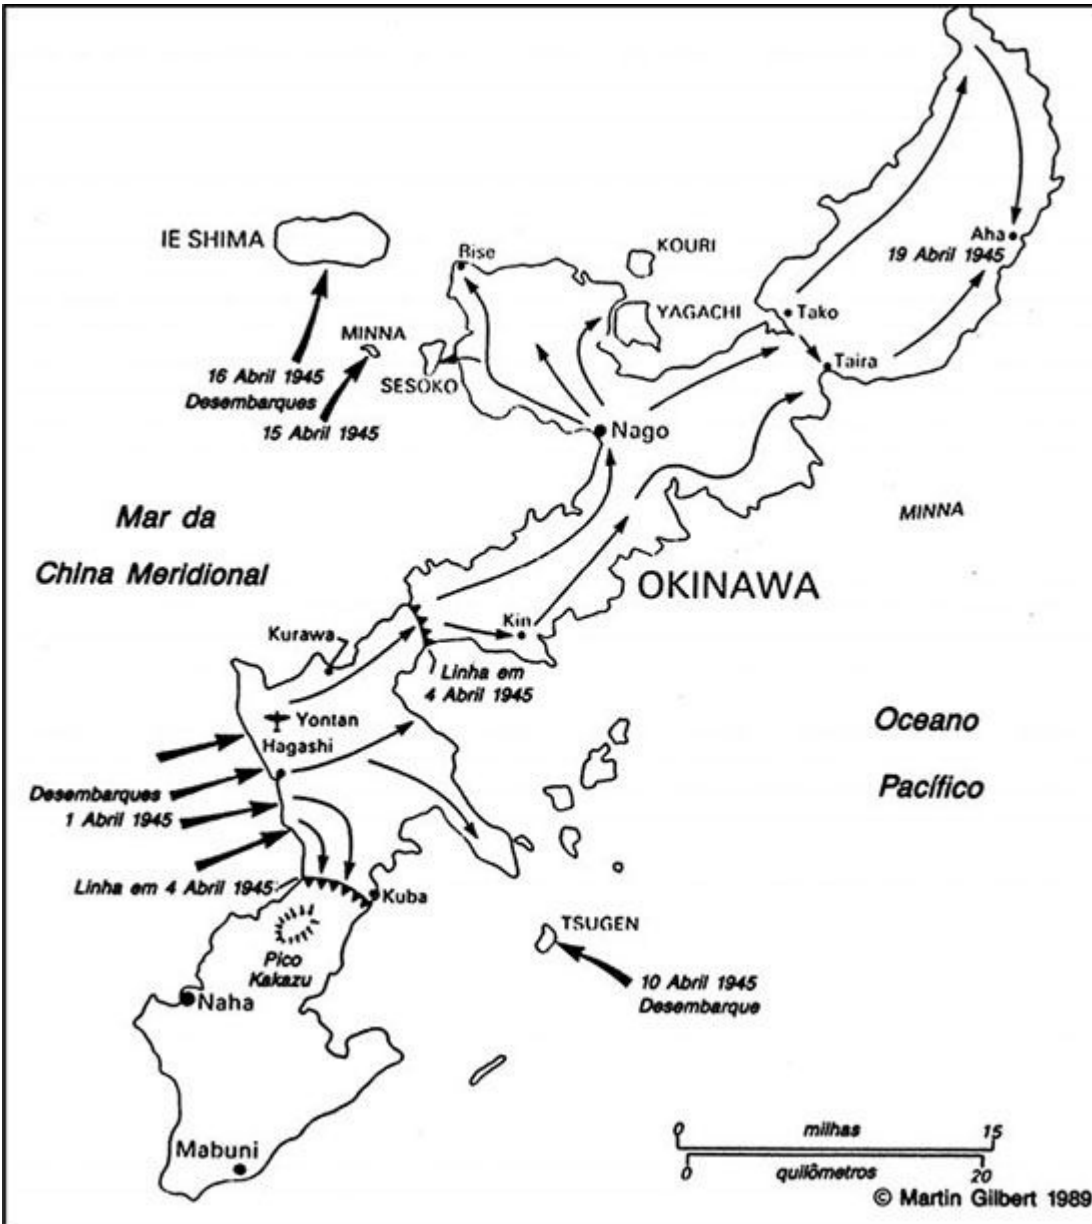 Aha
19 Abril 1945
IE SHIMA
Rise
KOURI
YAGACHI
Tako
MINNA
SESOKO
Taira
16 Abril 1945
Desembarques
15 Abril 1945
Nago
Mar da
China Meridional
MINNA
OKINAWA
Kin
Kurawa
Linha em
4 Abril 1945
Yontan
Hagashi
Oceano
Pacífico
Desembarques
1 Abril 1945
Linha em 4 Abril 1945
Kuba
TSUGEN
Pico
Kakazu
10 Abril 1945
Desembarque
Naha
Mabuni
0 milhas 15
0 quilômetros 20
© Martin Gilbert 1989